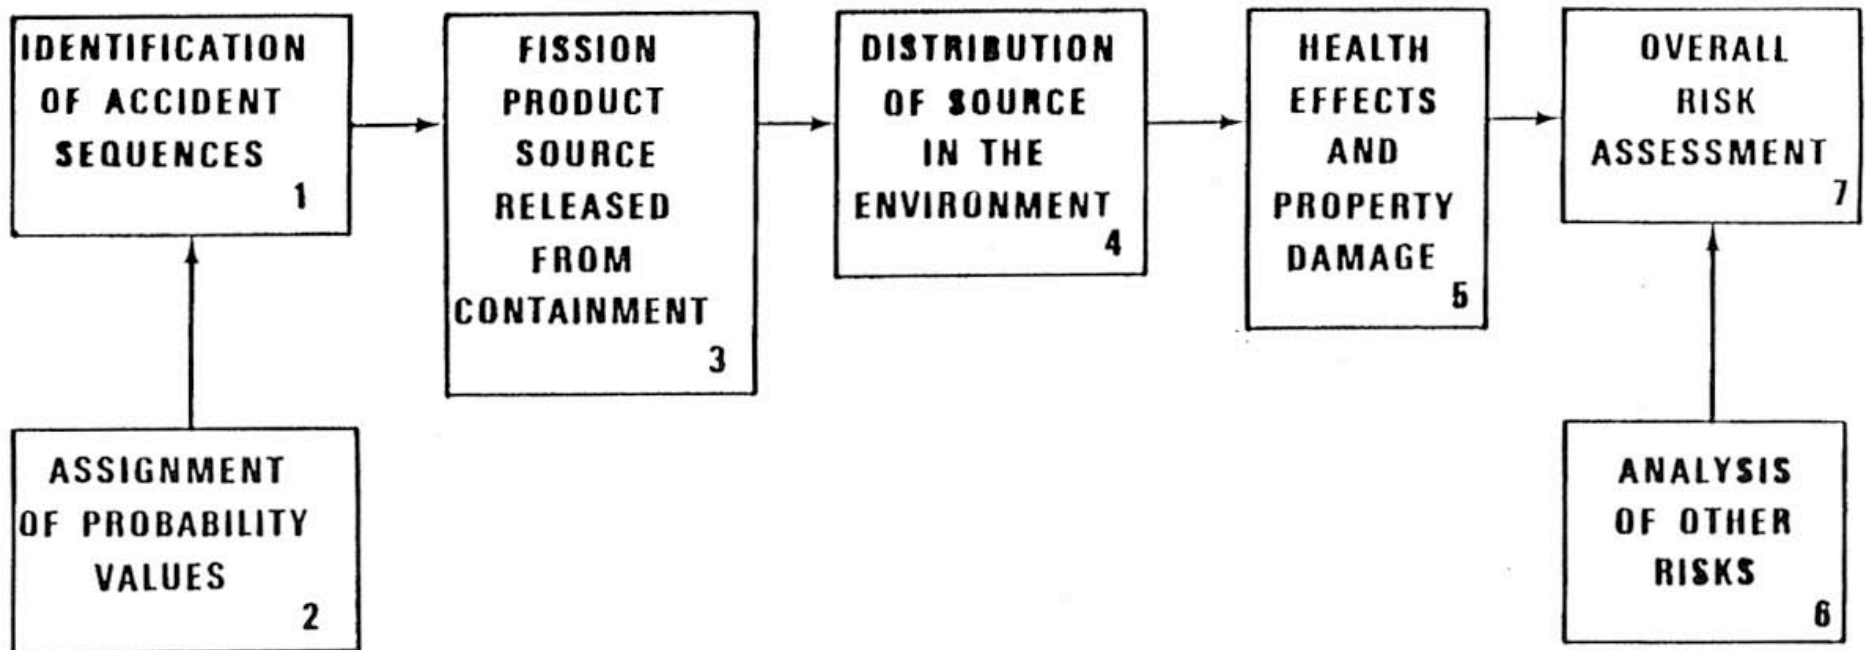 IDENTIFICATION
OF ACCIDENT
SEQUENCES
1
ASSIGNMENT
OF PROBABILITY
VALUES
2
FISSION
PRODUCT
SOURCE
RELEASED
FROM
CONTAINMENT
3
DISTRIBUTION
OF SOURCE
IN THE
ENVIRONMENT
4
HEALTH
EFFECTS
AND
PROPERTY
DAMAGE
5
ANALYSIS
OF OTHER
RISKS
6
OVERALL
RISK
ASSESSMENT
7